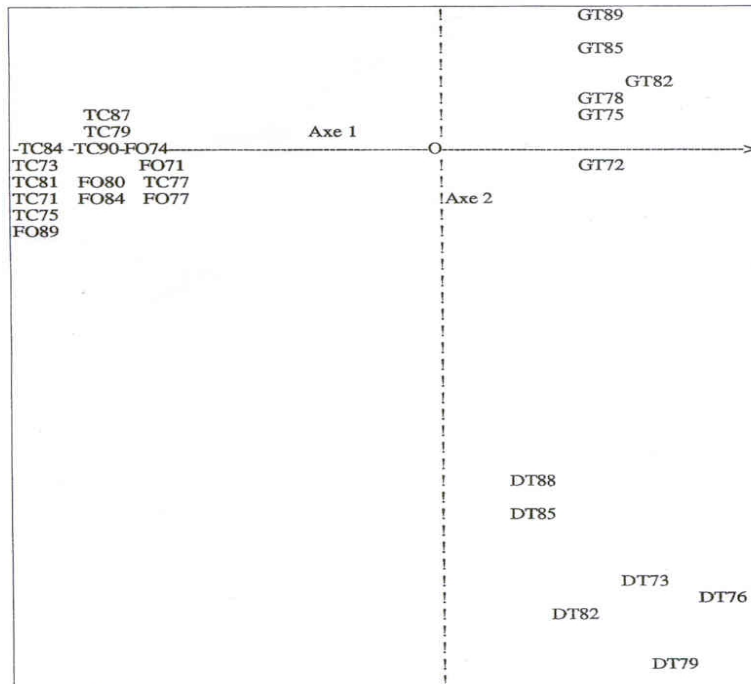 GT89
GT85
GT82
GT78
TC87 GT75
TC79 Axe 1
-TC84 -TC90-FO74 O >
TC73 FO71 GT72
TC81 FO80 TC77
TC71 FO84 FO77 Axe 2
TC75
FO89
DT88
DT85
DT73
DT76
DT82
DT79